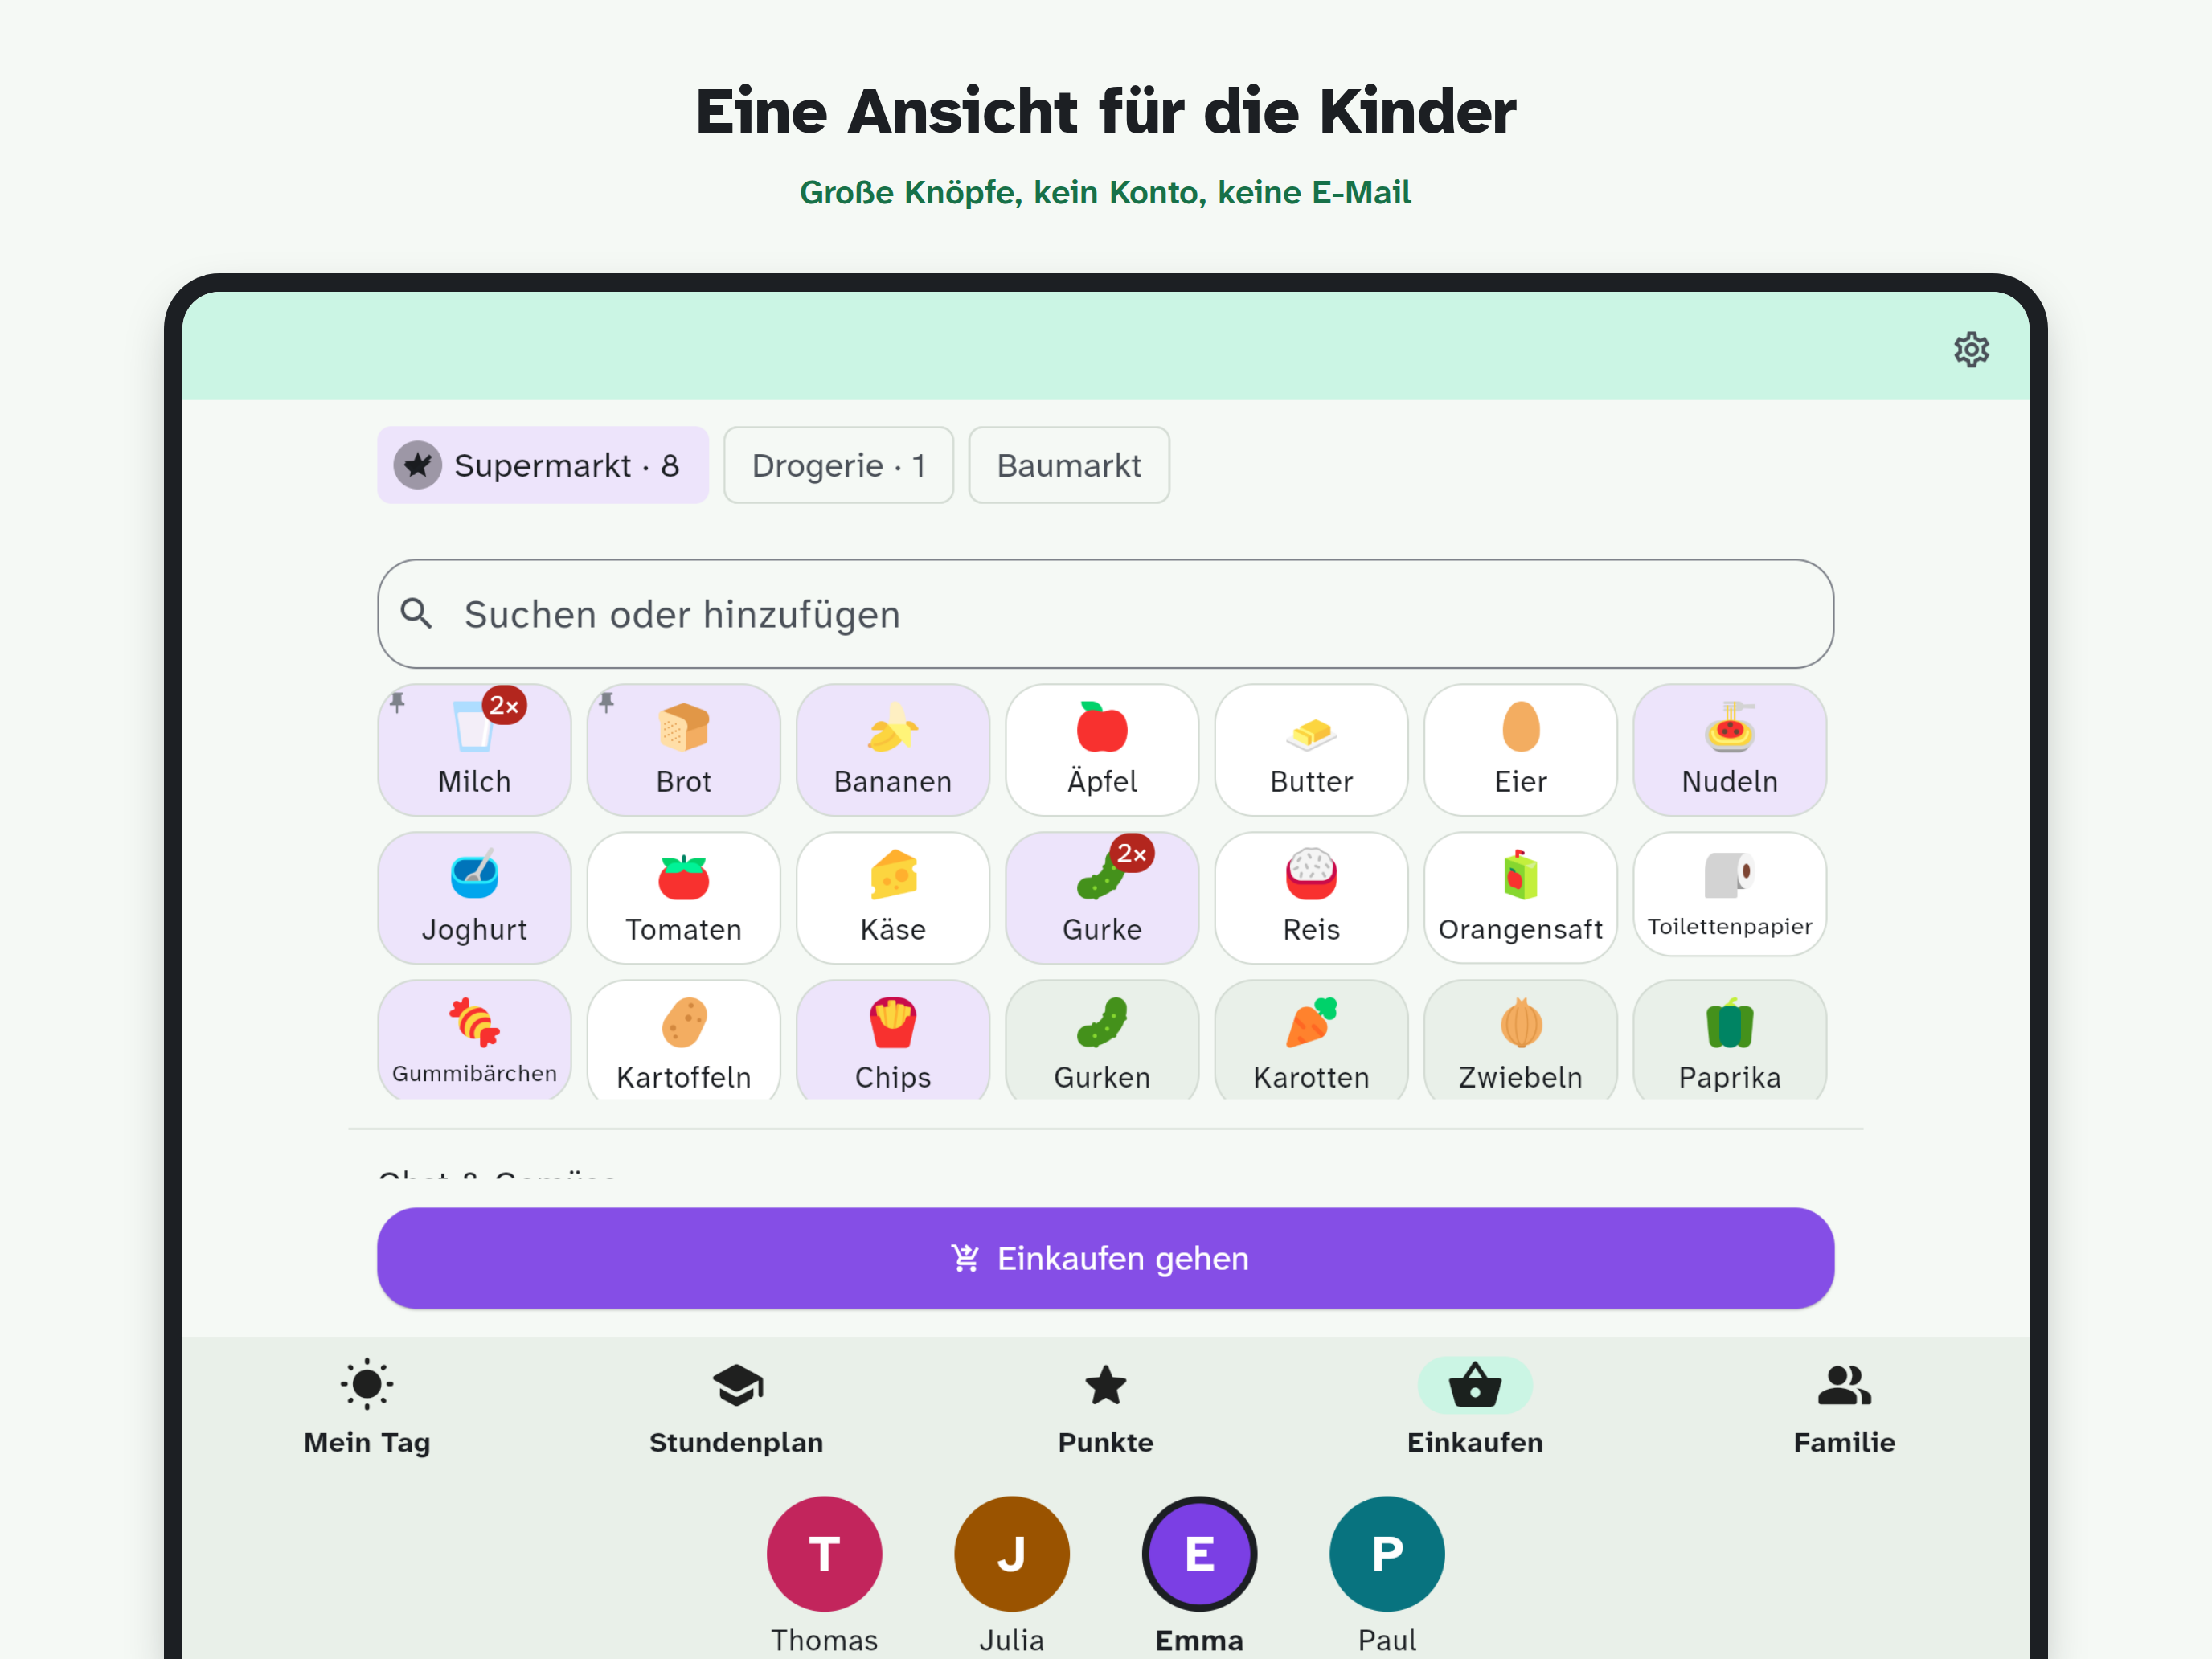 Eine Ansicht für die Kinder
Große Knöpfe, kein Konto, keine E-Mail
Supermarkt · 8
Drogerie · 1
Baumarkt
Suchen oder hinzufügen
2×
Milch
Brot
Bananen
Äpfel
Butter
Eier
Nudeln
Joghurt
Tomaten
Käse
2×
Gurke
Reis
Orangensaft
Toilettenpapier
Gummibärchen
Kartoffeln
Chips
Gurken
Karotten
Zwiebeln
Paprika
Einkaufen gehen
Mein Tag
Stundenplan
Punkte
Einkaufen
Familie
T
J
E
P
Thomas
Julia
Emma
Paul